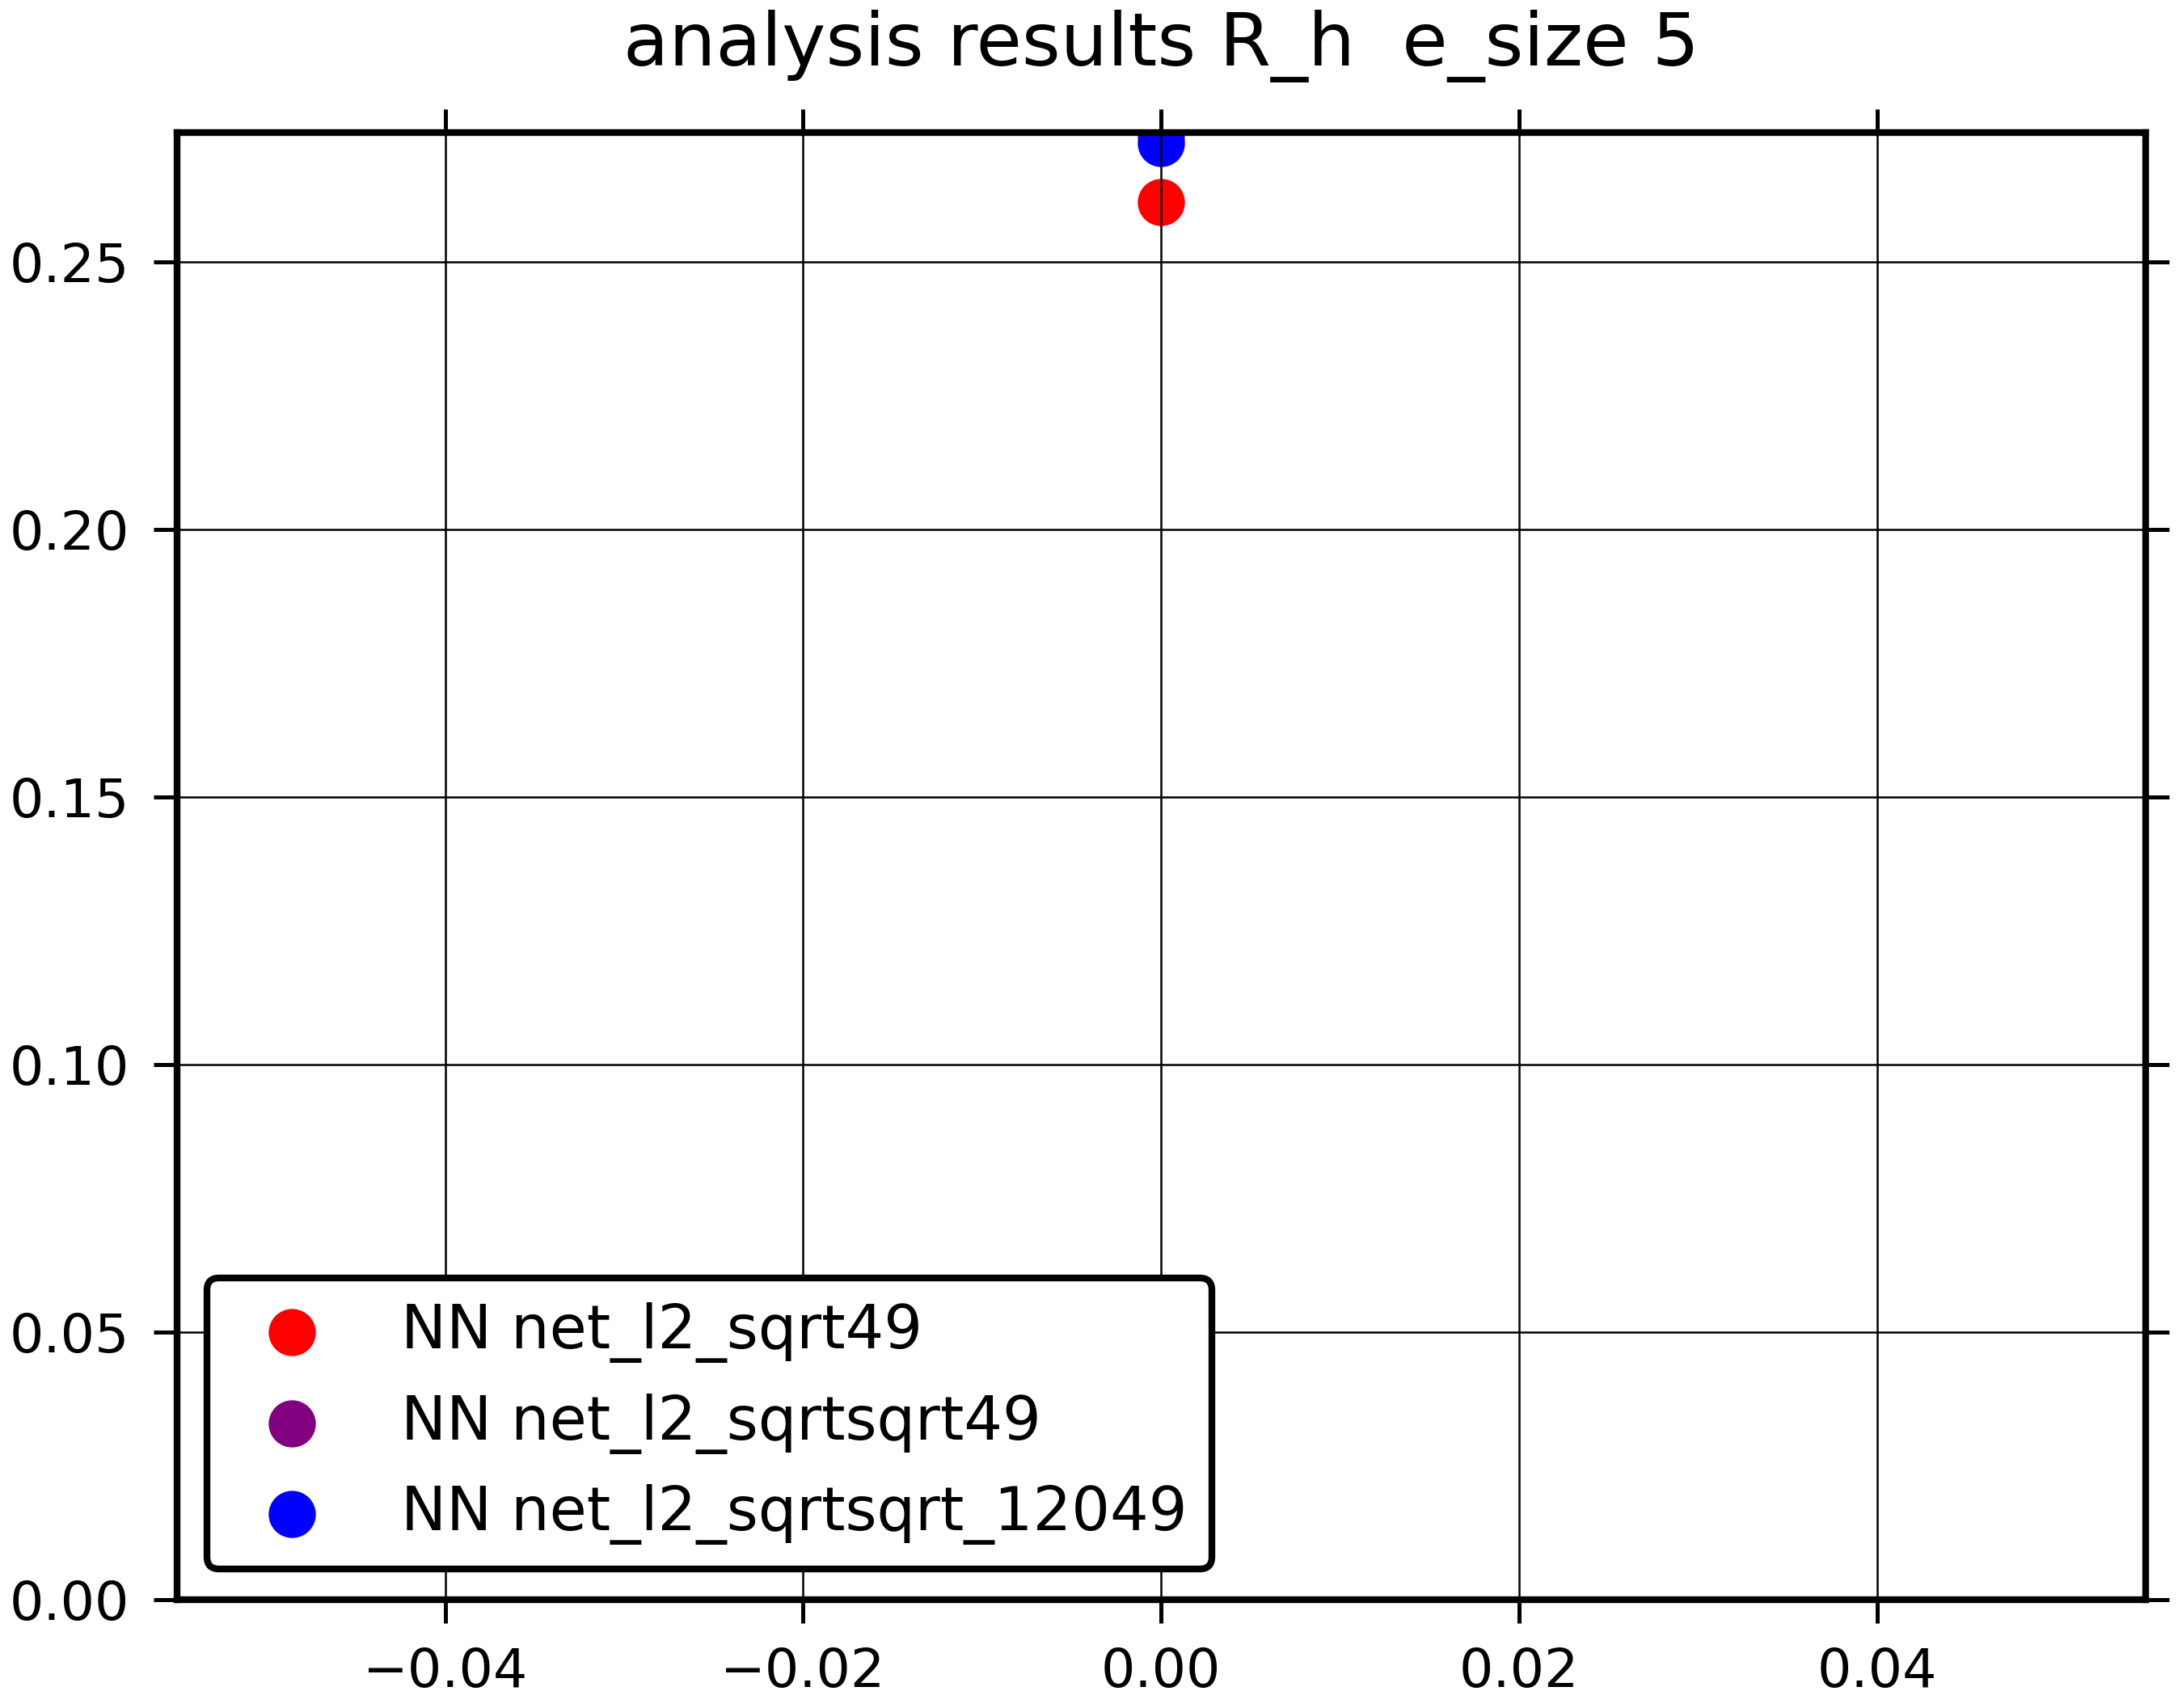 analysis results R_h  e_size 5
0.25
0.20
0.15
0.10
0.05
0.00
NN net_l2_sqrt49
NN net_l2_sqrtsqrt49
NN net_l2_sqrtsqrt_12049
−0.04 −0.02 0.00 0.02 0.04